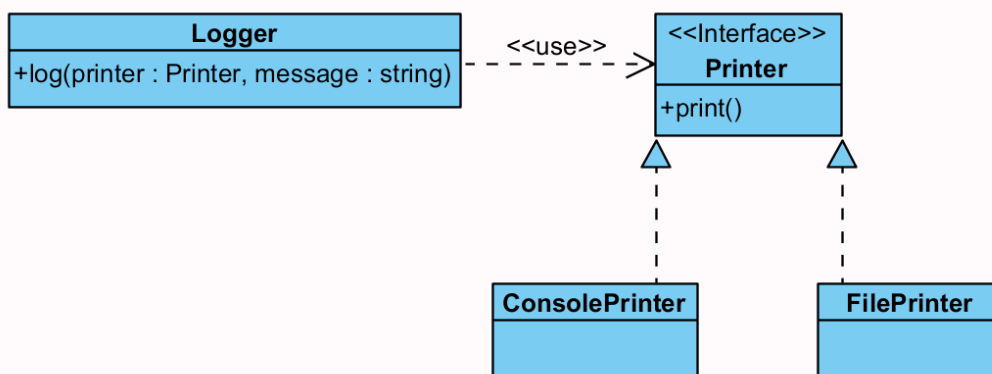 Logger
+log(printer : Printer, message : string)
<<use>>
<<Interface>>
Printer
+print()
ConsolePrinter
FilePrinter